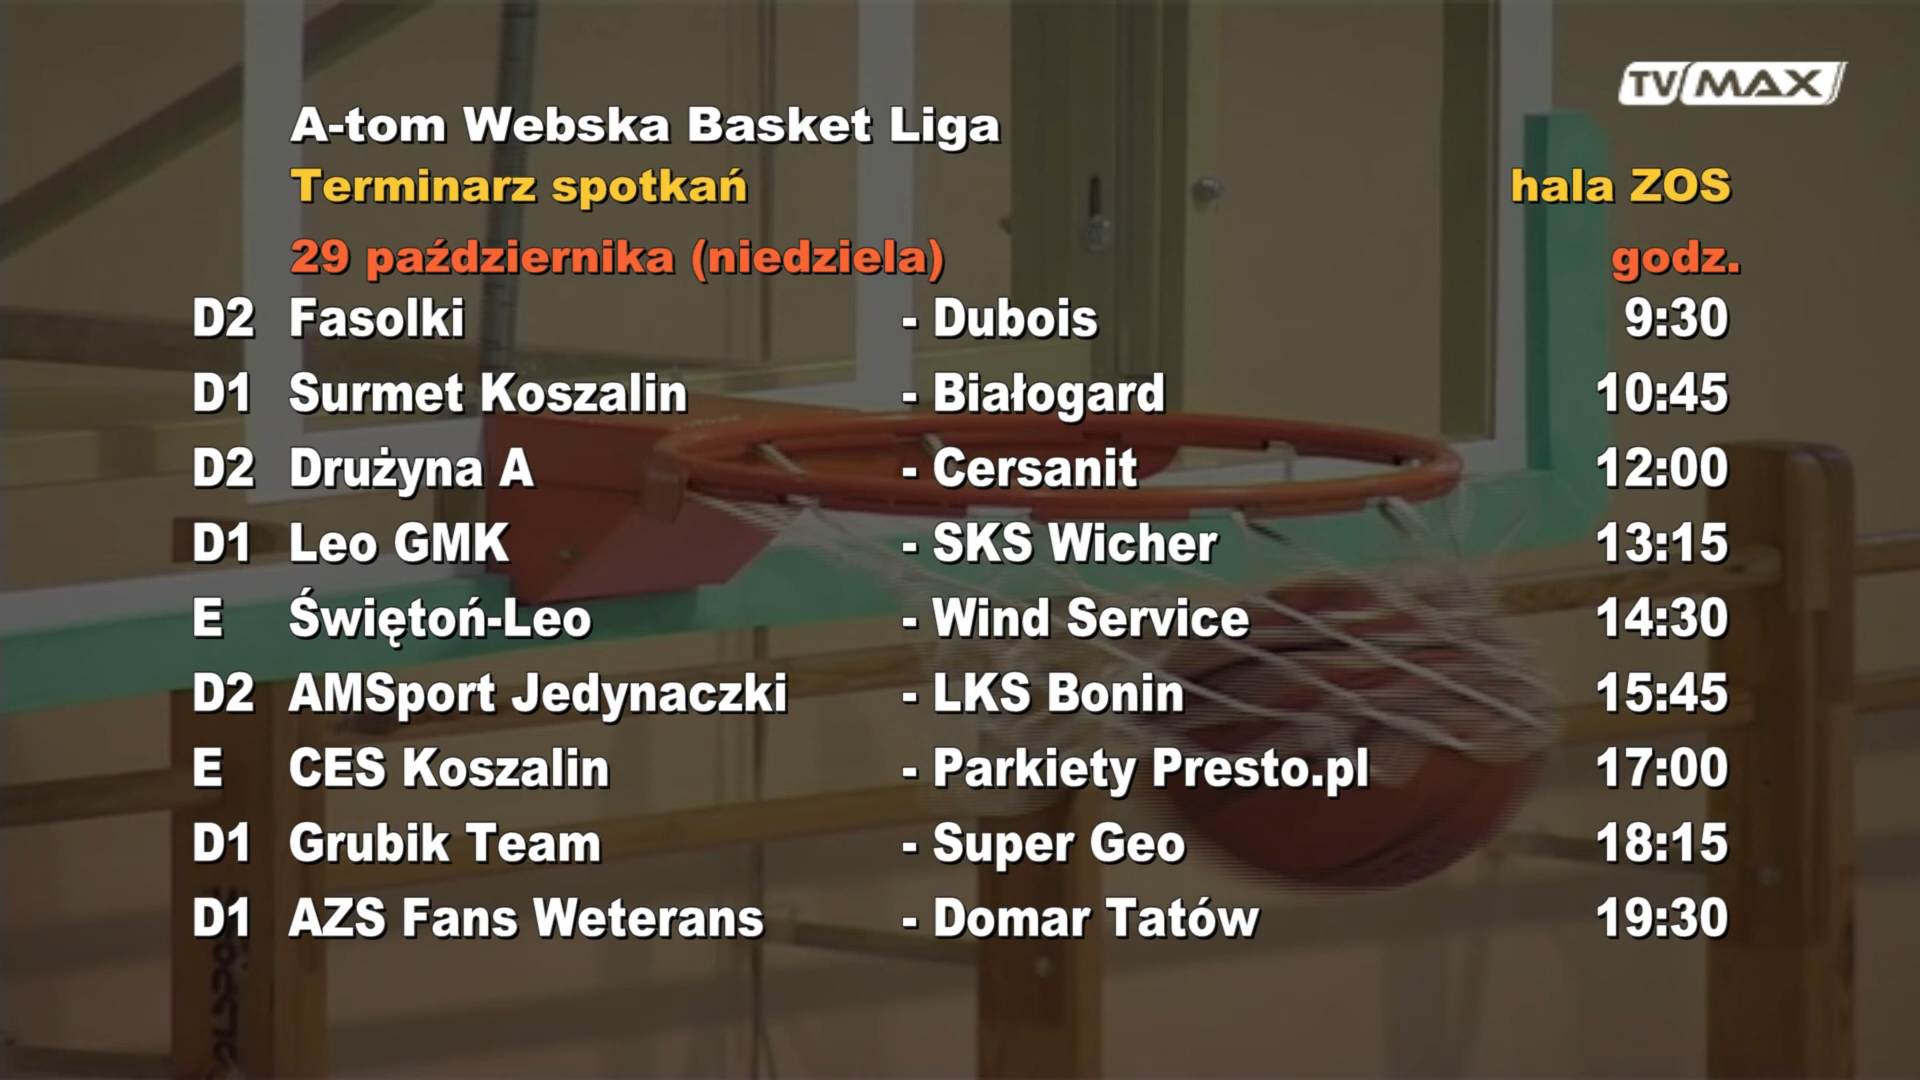 TV MAX
A-tom Webska Basket Liga
Terminarz spotkań hala ZOS
29 października (niedziela) godz.
D2 Fasolki - Dubois 9:30
D1 Surmet Koszalin - Białogard 10:45
D2 Drużyna A - Cersanit 12:00
D1 Leo GMK - SKS Wicher 13:15
E Świętoń-Leo - Wind Service 14:30
D2 AMSport Jedynaczki - LKS Bonin 15:45
E CES Koszalin - Parkiety Presto.pl 17:00
D1 Grubik Team - Super Geo 18:15
D1 AZS Fans Weterans - Domar Tatów 19:30